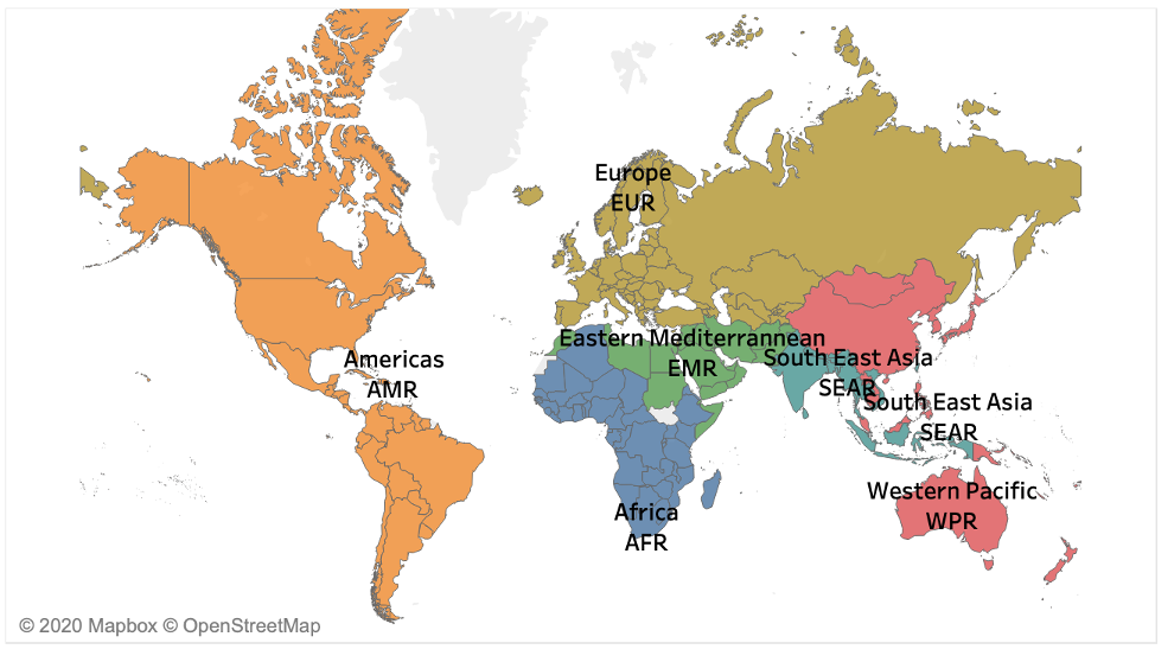 Europe
EUR
Eastern Mediterrannean
EMR
South East Asia
SEAR
Americas
AMR
South East Asia
SEAR
Western Pacific
WPR
Africa
AFR
© 2020 Mapbox © OpenStreetMap